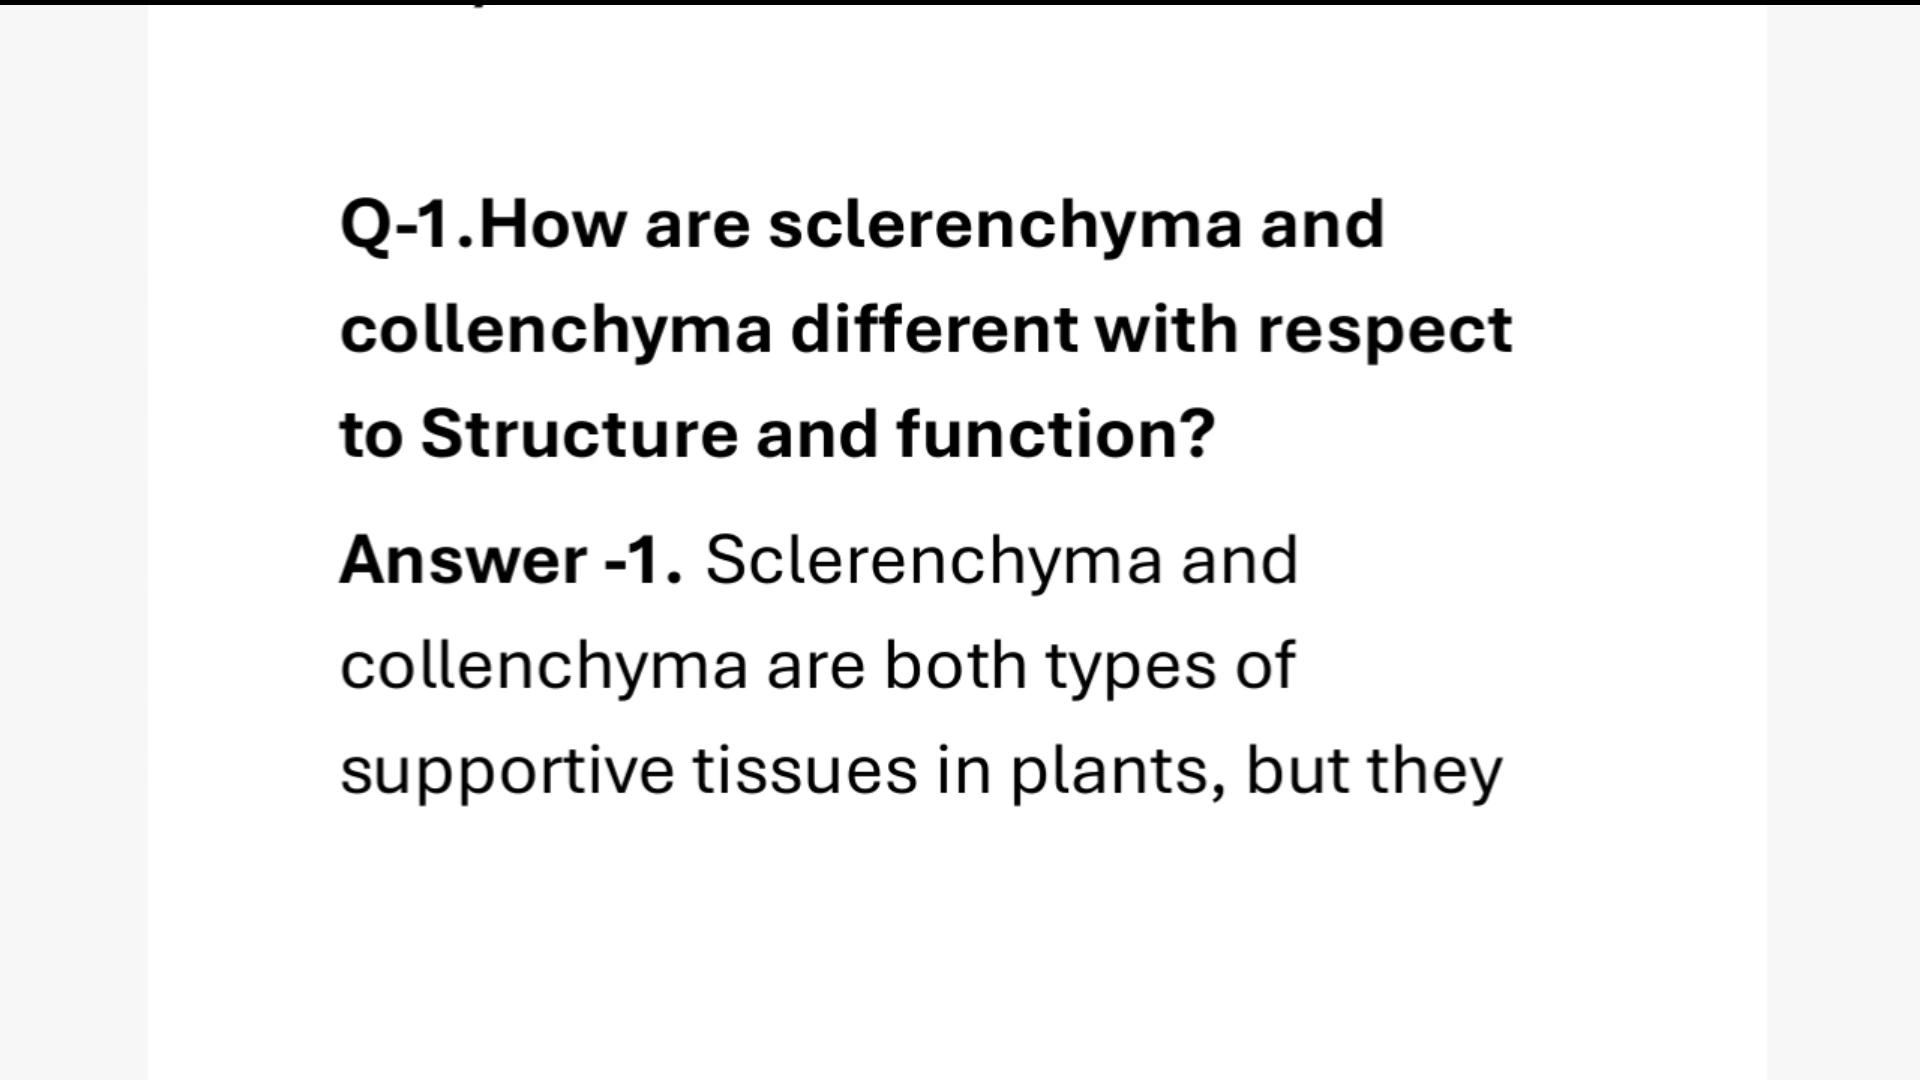 Q-1.How are sclerenchyma and
collenchyma different with respect
to Structure and function?
Answer -1. Sclerenchyma and
collenchyma are both types of
supportive tissues in plants, but they